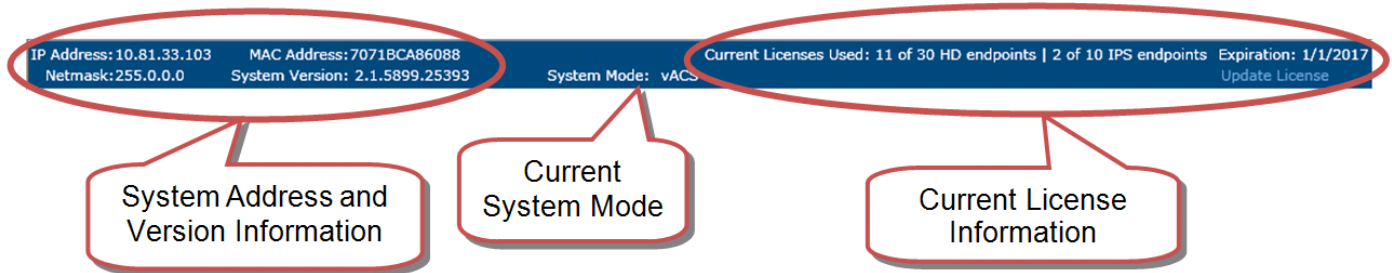 IP Address: 10.81.33.103 MAC Address: 7071BCA86088 Current Licenses Used: 11 of 30 HD endpoints | 2 of 10 IPS endpoints Expiration: 1/1/2017
Netmask: 255.0.0.0 System Version: 2.1.5899.25393 System Mode: vACS Update License
System Address and
Version Information
Current
System Mode
Current License
Information